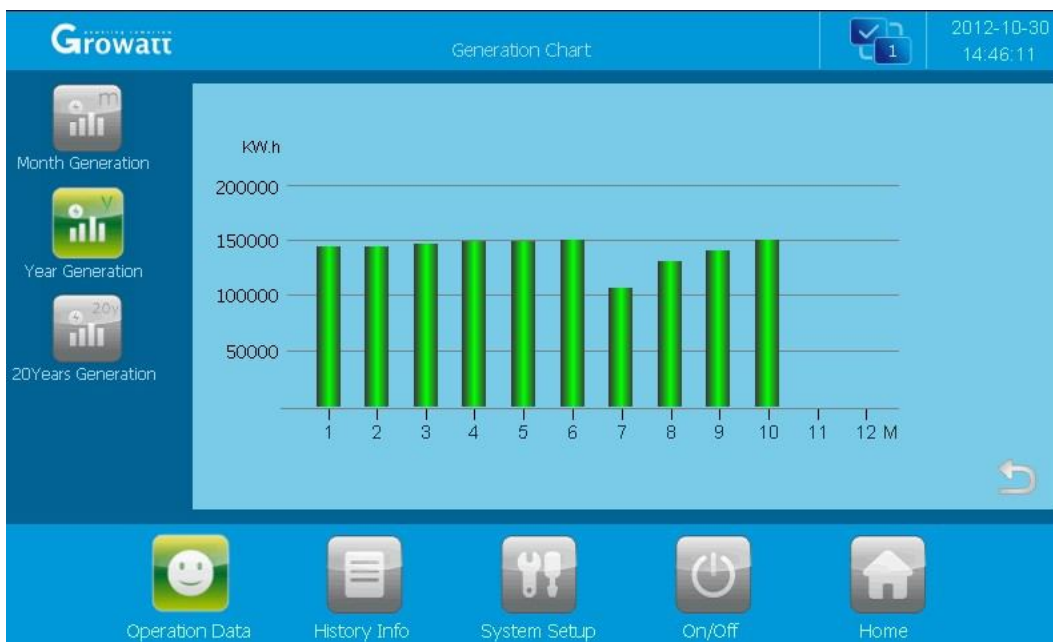 Growatt
Generation Chart
1
2012-10-30
14:46:11
m
Month Generation
y
Year Generation
20y
20Years Generation
KW.h
200000
150000
100000
50000
1 2 3 4 5 6 7 8 9 10 11 12 M
Operation Data
History Info
System Setup
On/Off
Home